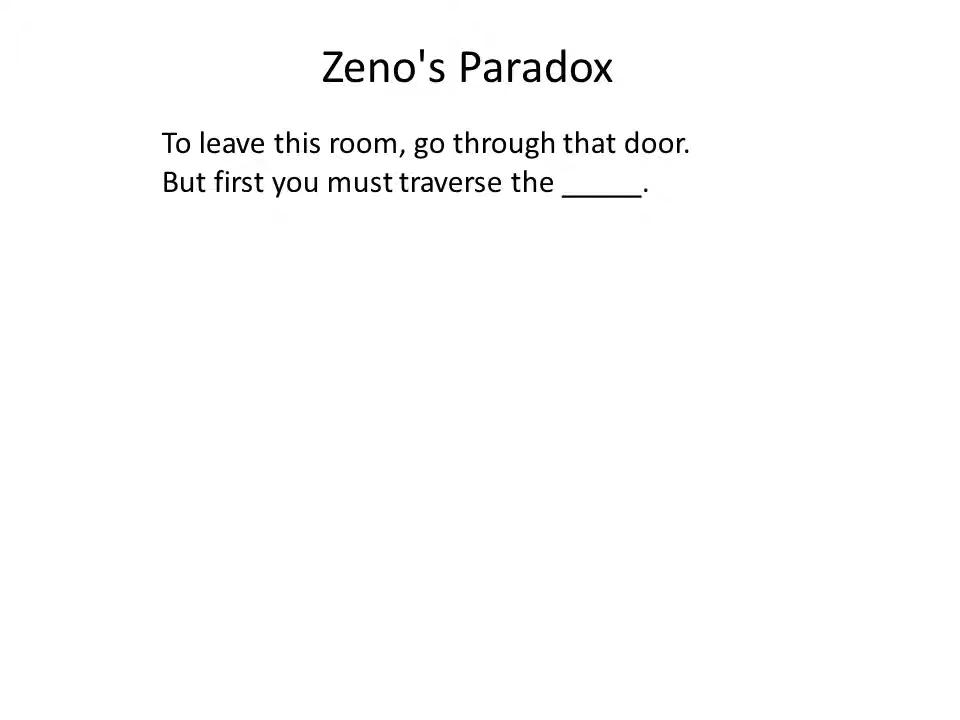 Zeno's Paradox
To leave this room, go through that door.
But first you must traverse the _____.